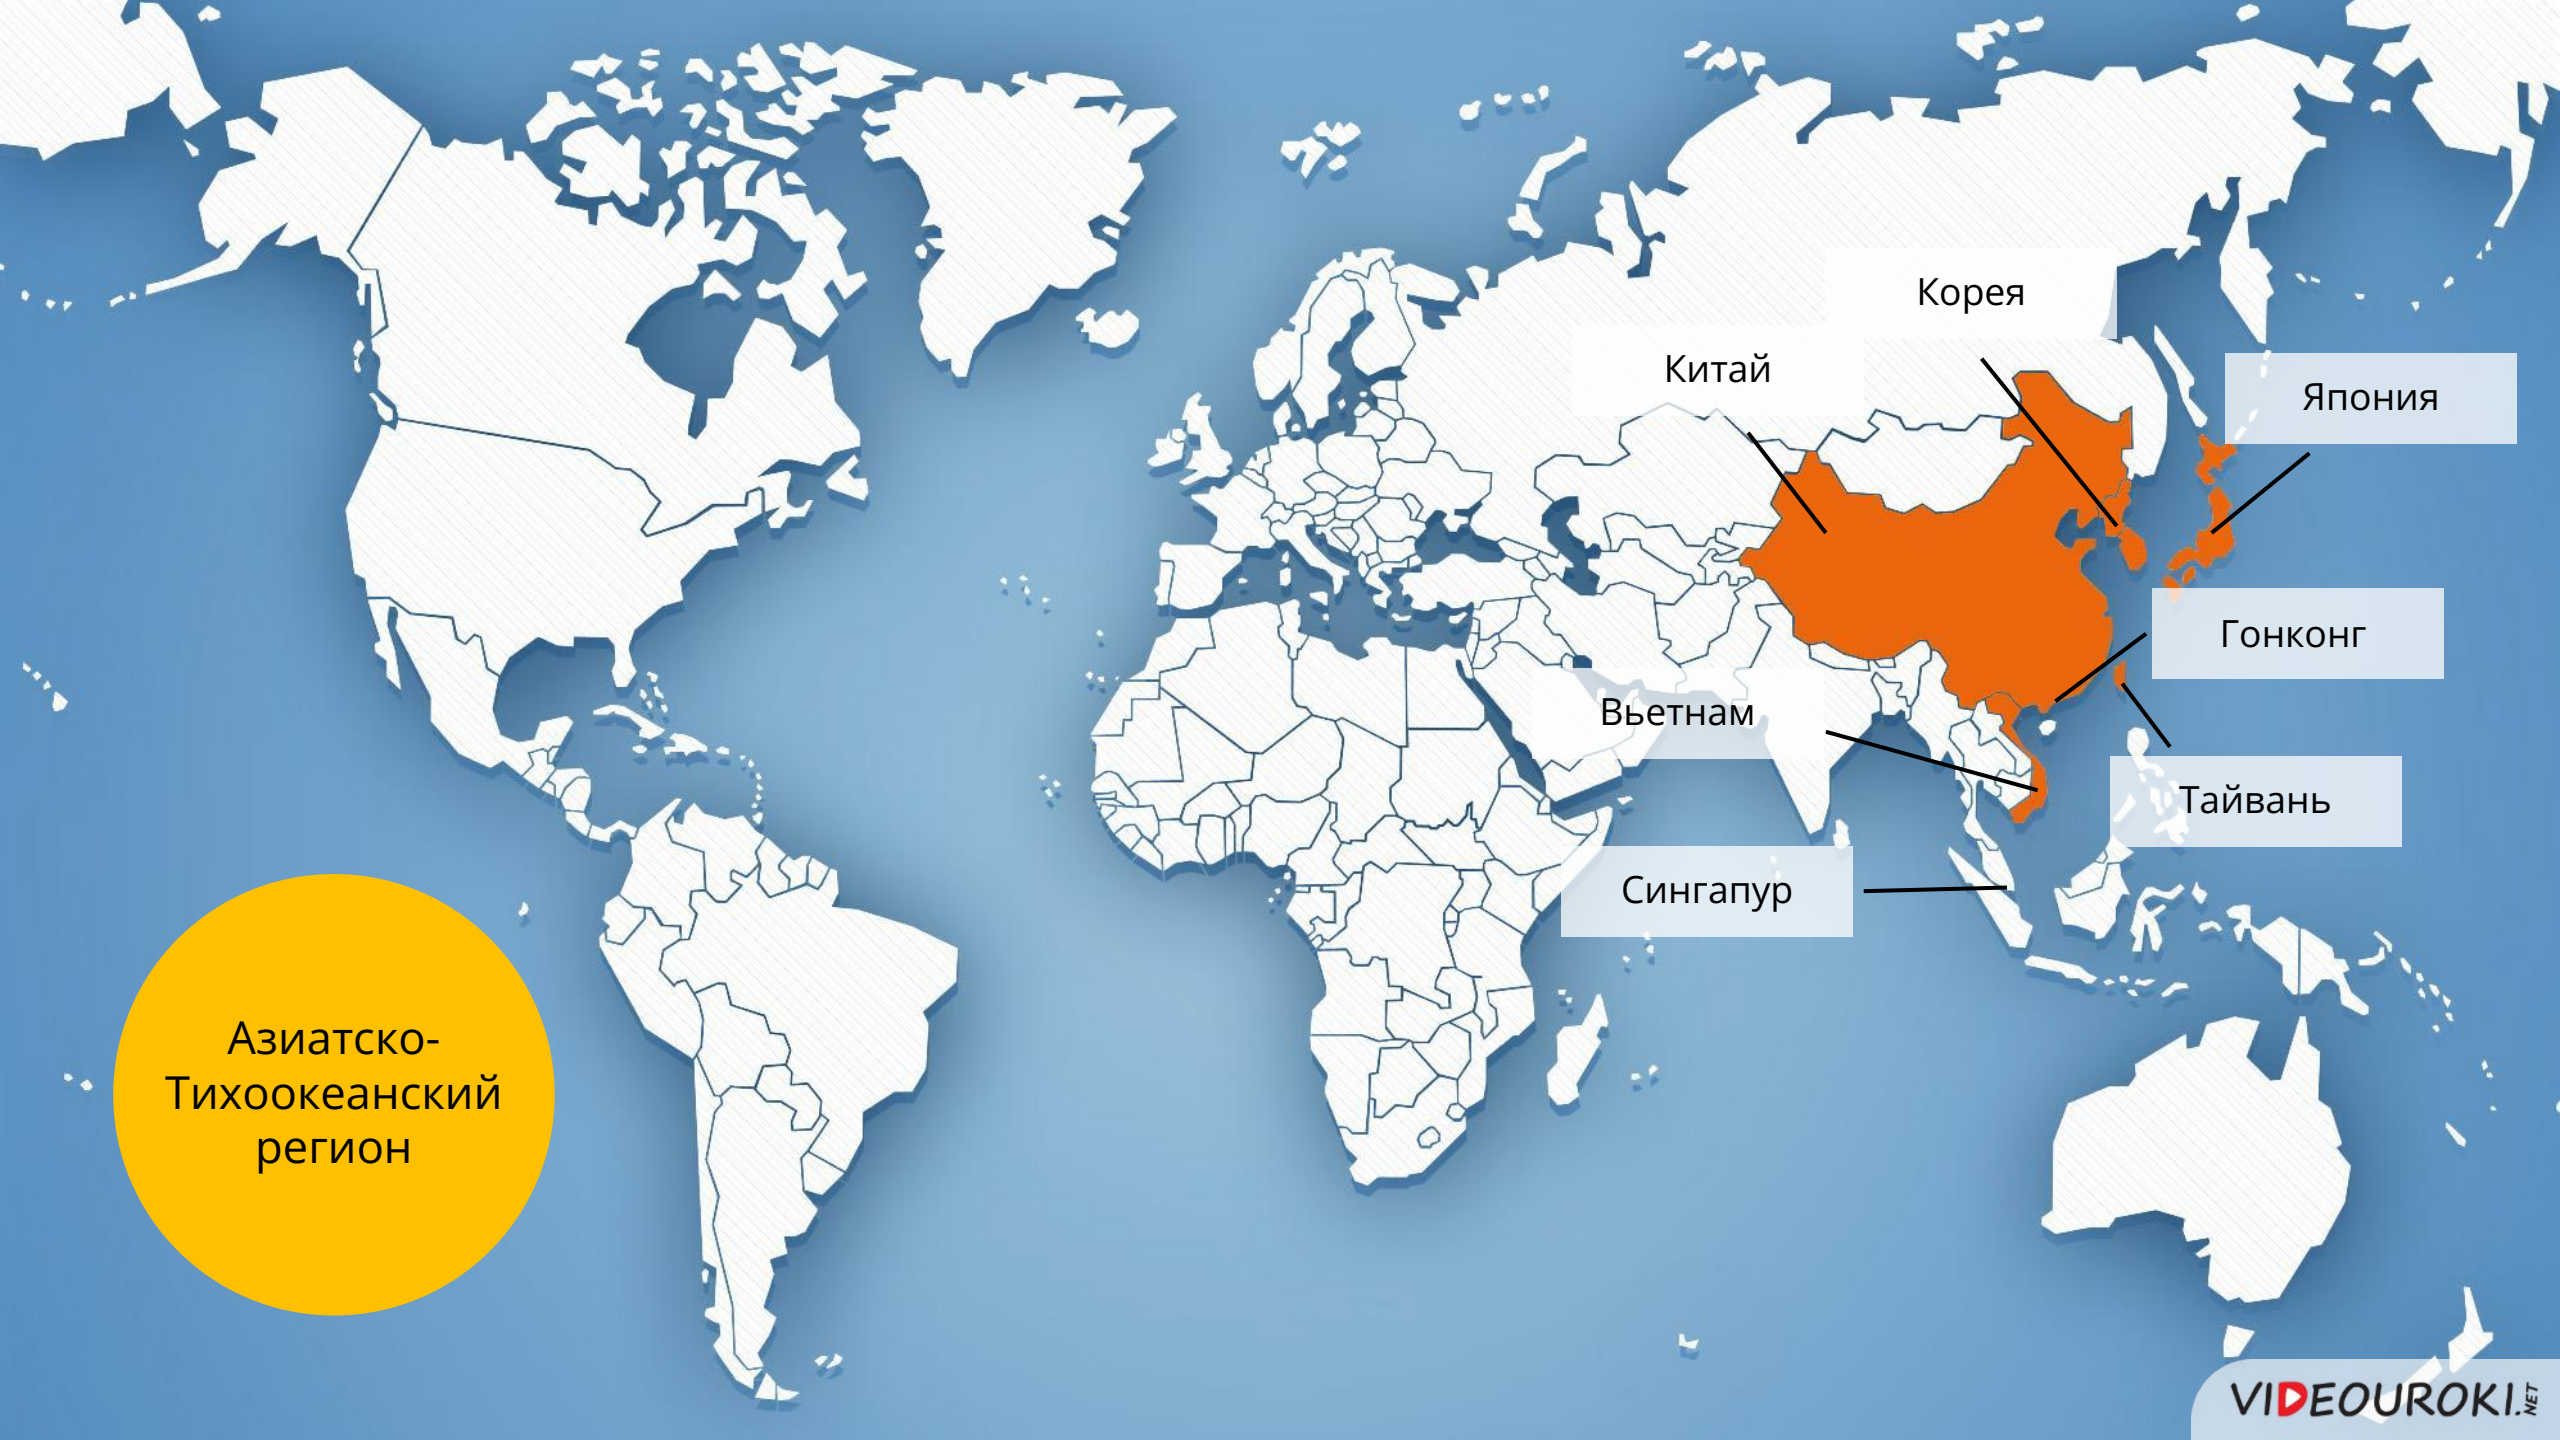 Корея
Китай
Япония
Гонконг
Вьетнам
Тайвань
Сингапур
Азиатско-
Тихоокеанский
регион
VIDEOUROKI.NET